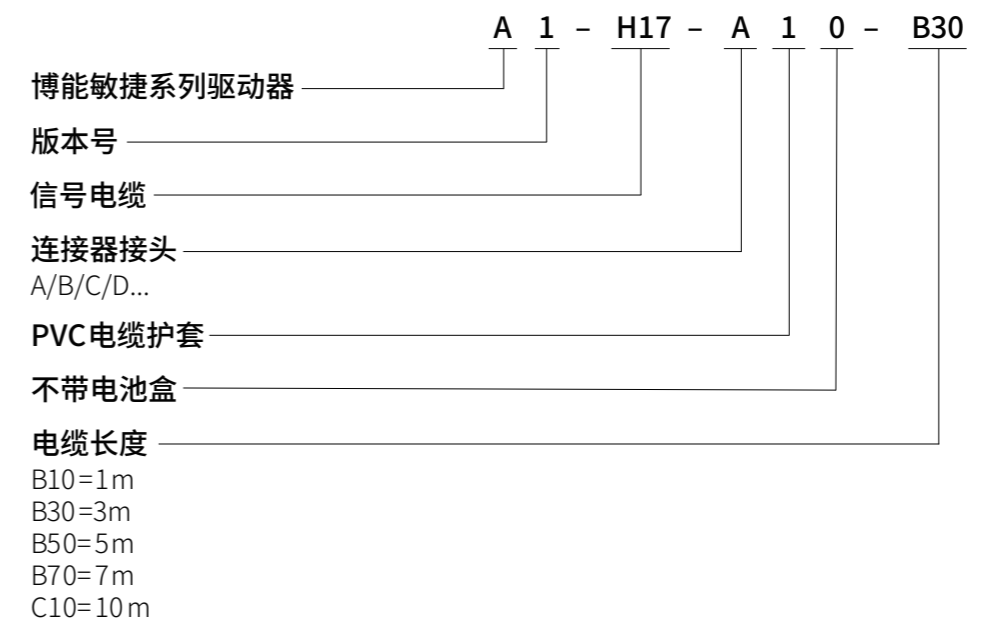 A 1 – H17 – A 1 0 – B30
博能敏捷系列驱动器
版本号
信号电缆
连接器接头
A/B/C/D...
PVC电缆护套
不带电池盒
电缆长度
B10=1m
B30=3m
B50=5m
B70=7m
C10=10m